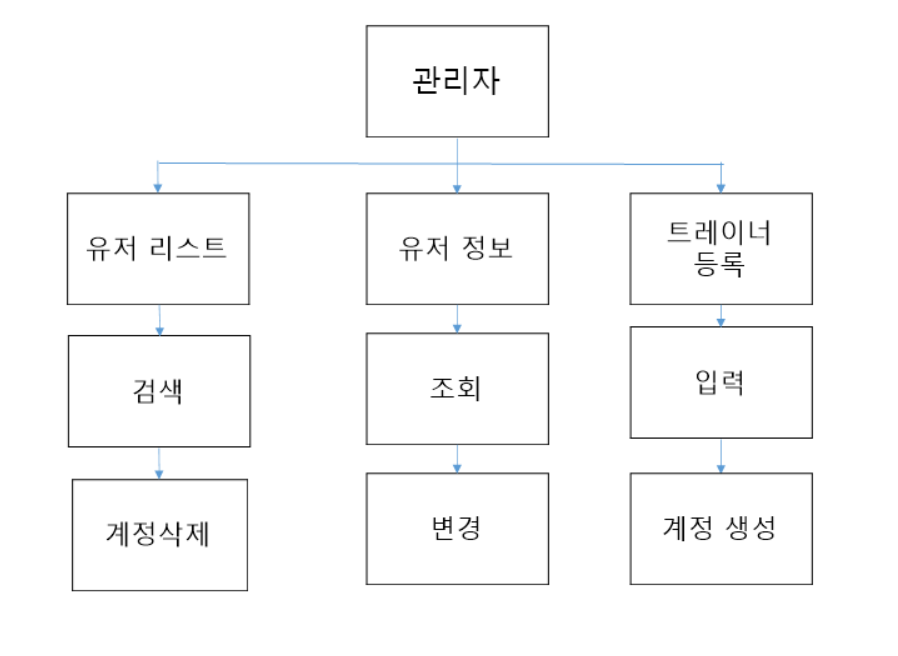 관리자
유저 리스트
유저 정보
트레이너
등록
검색
조회
입력
계정삭제
변경
계정 생성